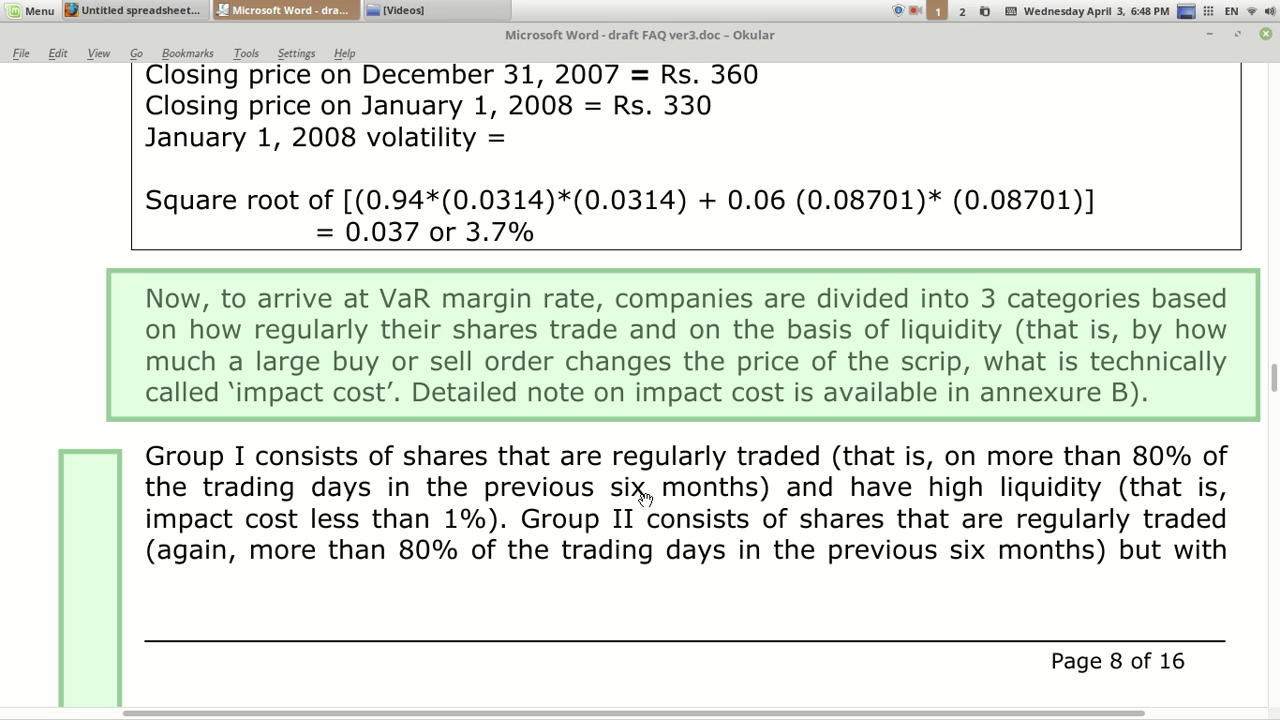 Menu
Untitled spreadsheet...
Microsoft Word - dra...
[Videos]
1
2
Wednesday April 3, 6:48 PM
EN
Microsoft Word - draft FAQ ver3.doc – Okular
File Edit View Go Bookmarks Tools Settings Help
Closing price on December 31, 2007 = Rs. 360
Closing price on January 1, 2008 = Rs. 330
January 1, 2008 volatility =
Square root of [(0.94*(0.0314)*(0.0314) + 0.06 (0.08701)* (0.08701)]
= 0.037 or 3.7%
Now, to arrive at VaR margin rate, companies are divided into 3 categories based
on how regularly their shares trade and on the basis of liquidity (that is, by how
much a large buy or sell order changes the price of the scrip, what is technically
called ‘impact cost’. Detailed note on impact cost is available in annexure B).
Group I consists of shares that are regularly traded (that is, on more than 80% of
the trading days in the previous six months) and have high liquidity (that is,
impact cost less than 1%). Group II consists of shares that are regularly traded
(again, more than 80% of the trading days in the previous six months) but with
Page 8 of 16